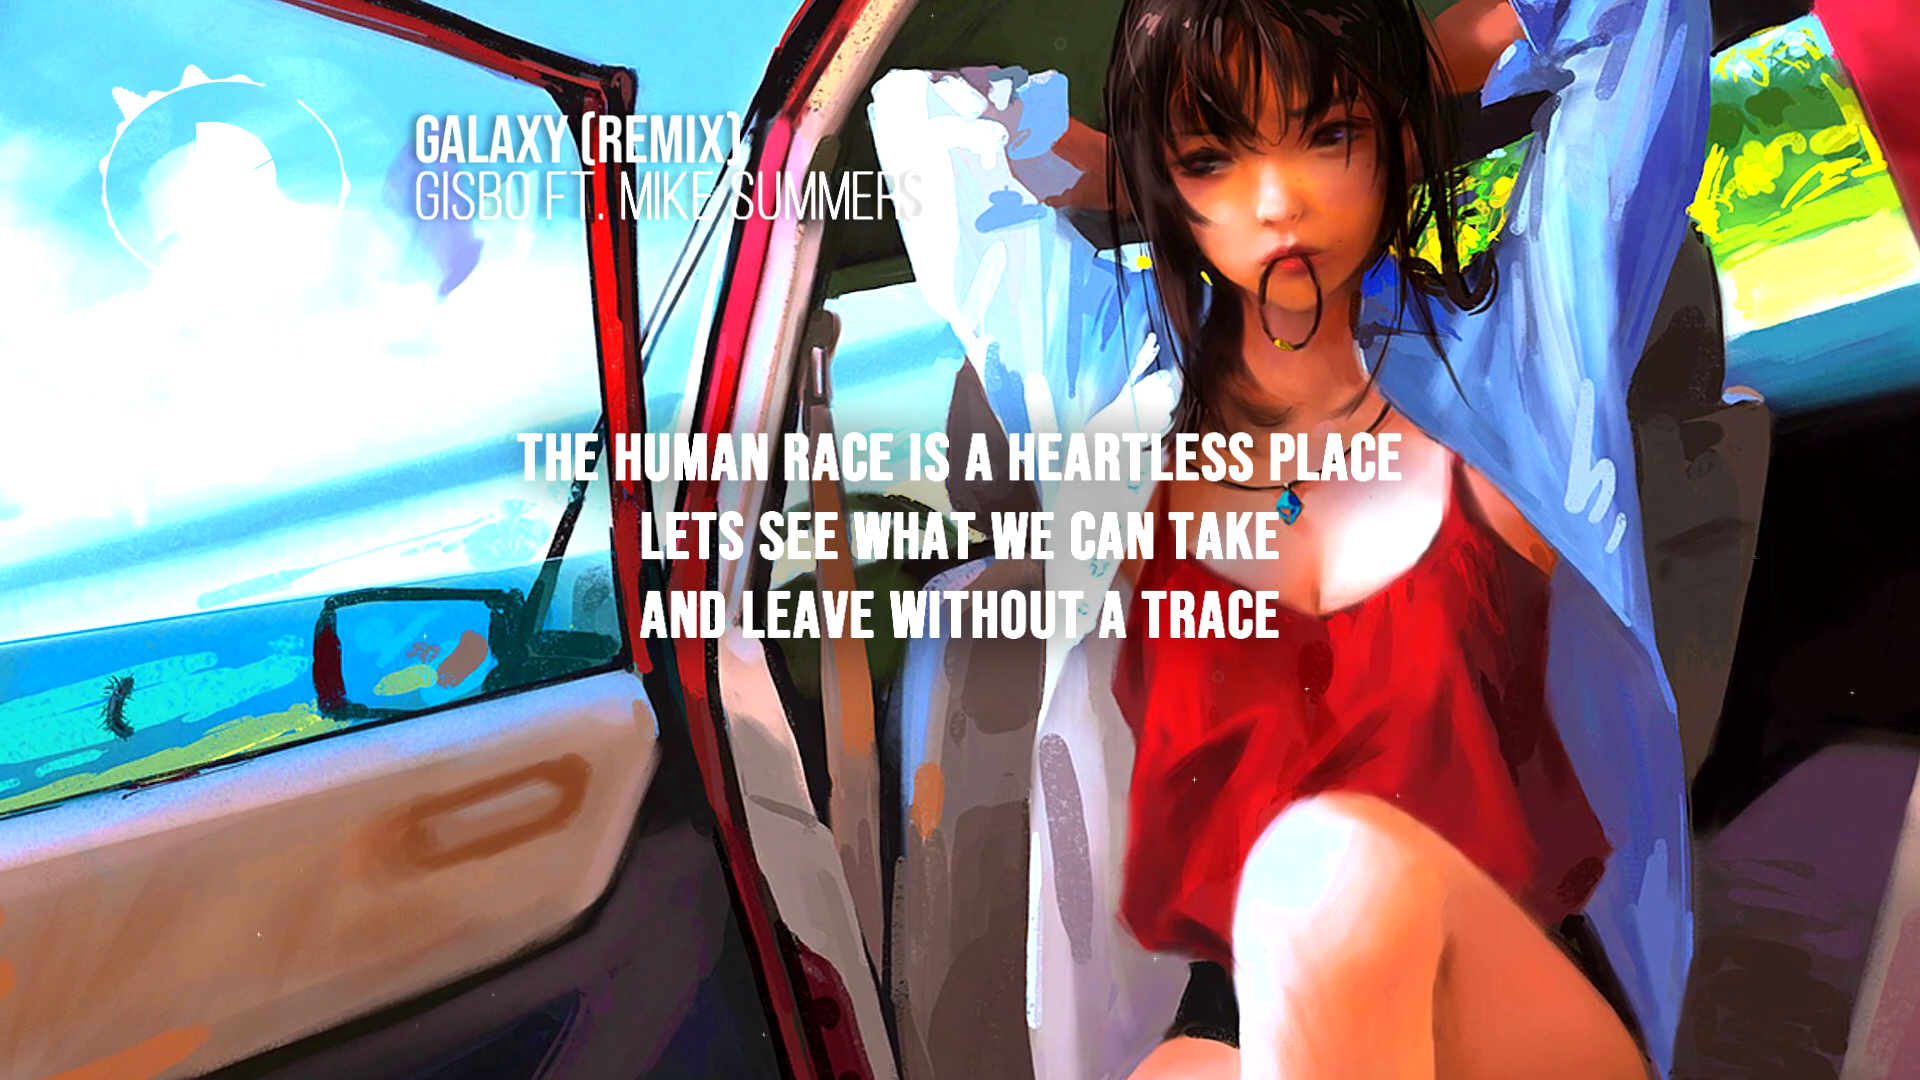 GALAXY (REMIX)
GISBO FT. MIKE SUMMERS
THE HUMAN RACE IS A HEARTLESS PLACE
LETS SEE WHAT WE CAN TAKE
AND LEAVE WITHOUT A TRACE